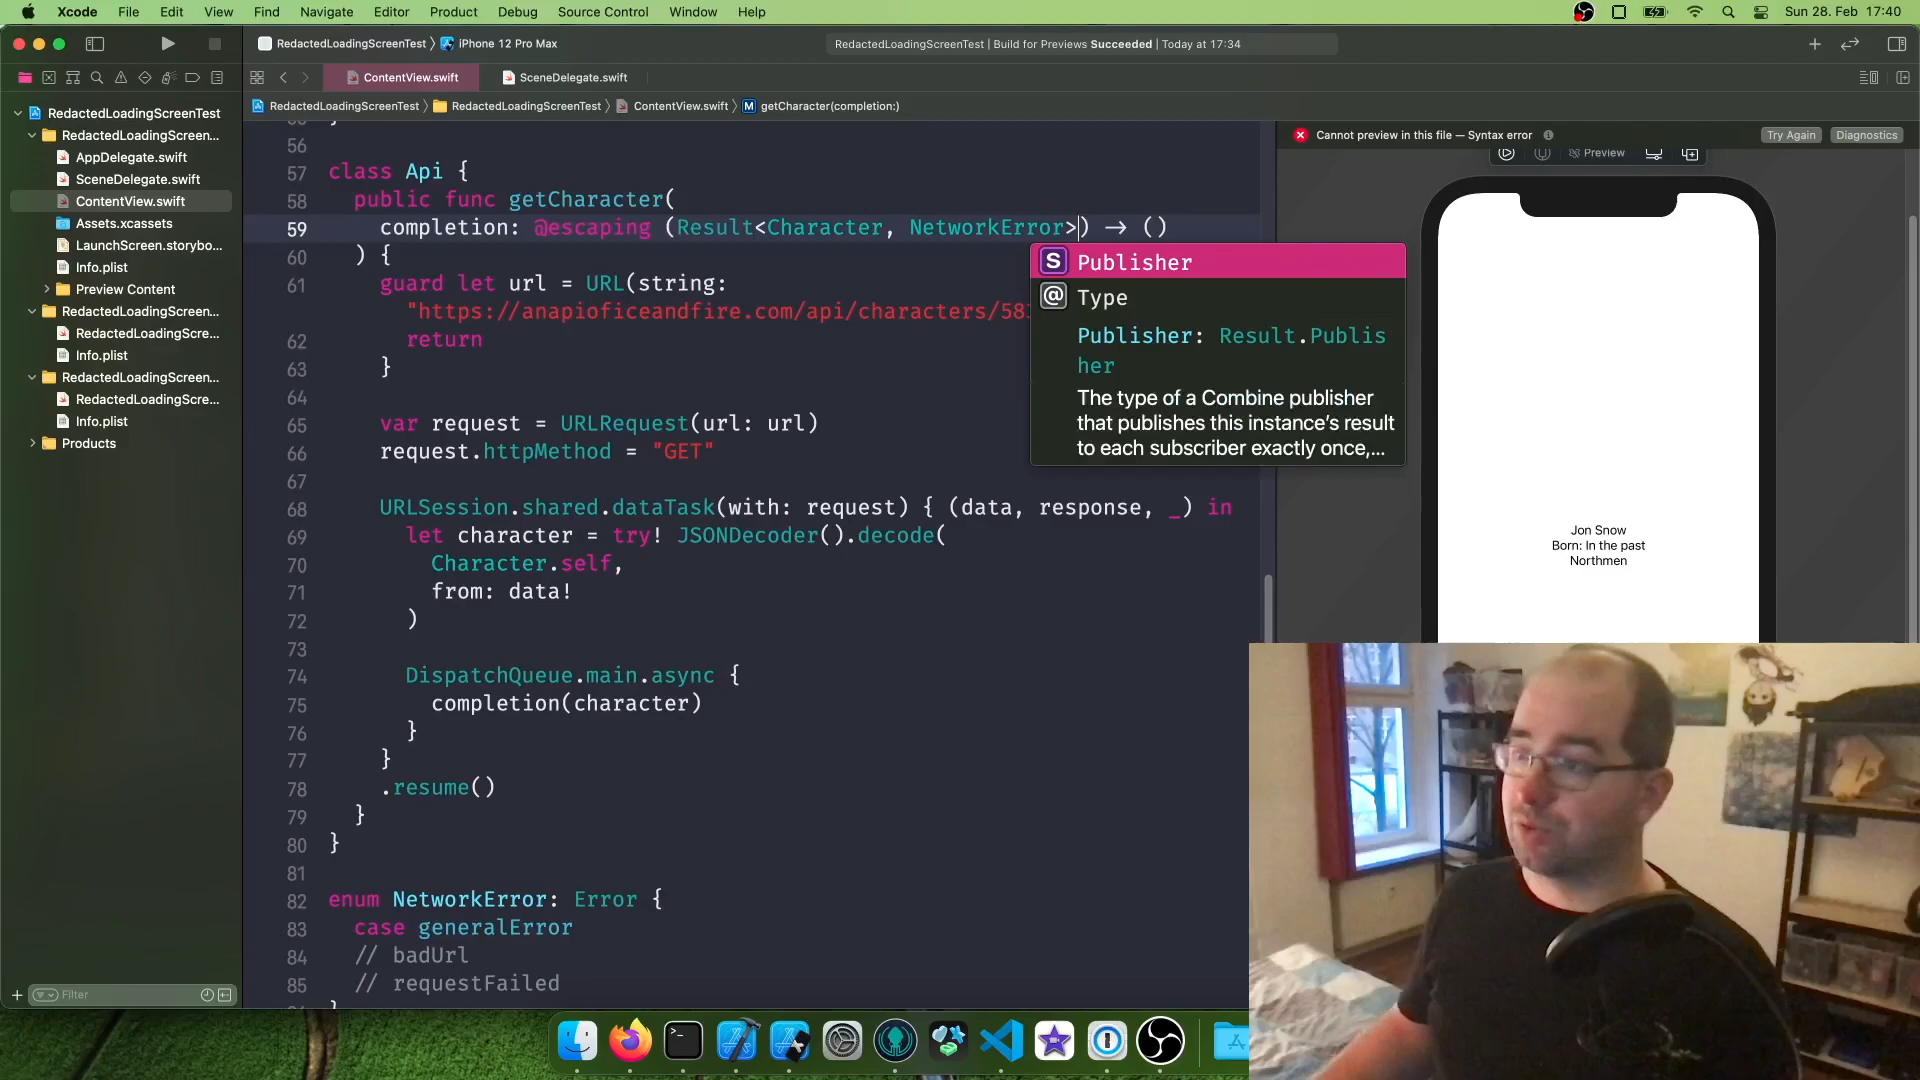 Xcode File Edit View Find Navigate Editor Product Debug Source Control Window Help Sun 28. Feb 17:40
RedactedLoadingScreenTest iPhone 12 Pro Max RedactedLoadingScreenTest | Build for Previews Succeeded | Today at 17:34
ContentView.swift SceneDelegate.swift
RedactedLoadingScreenTest RedactedLoadingScreenTest ContentView.swift M getCharacter(completion:)
RedactedLoadingScreenTest
RedactedLoadingScreen...
AppDelegate.swift
SceneDelegate.swift
ContentView.swift
Assets.xcassets
LaunchScreen.storybo...
Info.plist
Preview Content
RedactedLoadingScreen...
RedactedLoadingScre...
Info.plist
RedactedLoadingScreen...
RedactedLoadingScre...
Info.plist
Products
Filter
56
57 class Api {
58 public func getCharacter(
59 completion: @escaping (Result<Character, NetworkError>) -> ()
60 ) {
61 guard let url = URL(string:
"https://anapioficeandfire.com/api/characters/583
62 return
63 }
64
65 var request = URLRequest(url: url)
66 request.httpMethod = "GET"
67
68 URLSession.shared.dataTask(with: request) { (data, response, _) in
69 let character = try! JSONDecoder().decode(
70 Character.self,
71 from: data!
72 )
73
74 DispatchQueue.main.async {
75 completion(character)
76 }
77 }
78 .resume()
79 }
80 }
81
82 enum NetworkError: Error {
83 case generalError
84 // badUrl
85 // requestFailed
S Publisher
@ Type
Publisher: Result.Publis
her
The type of a Combine publisher
that publishes this instance's result
to each subscriber exactly once,...
Cannot preview in this file — Syntax error Try Again Diagnostics
Preview
Jon Snow
Born: In the past
Northmen